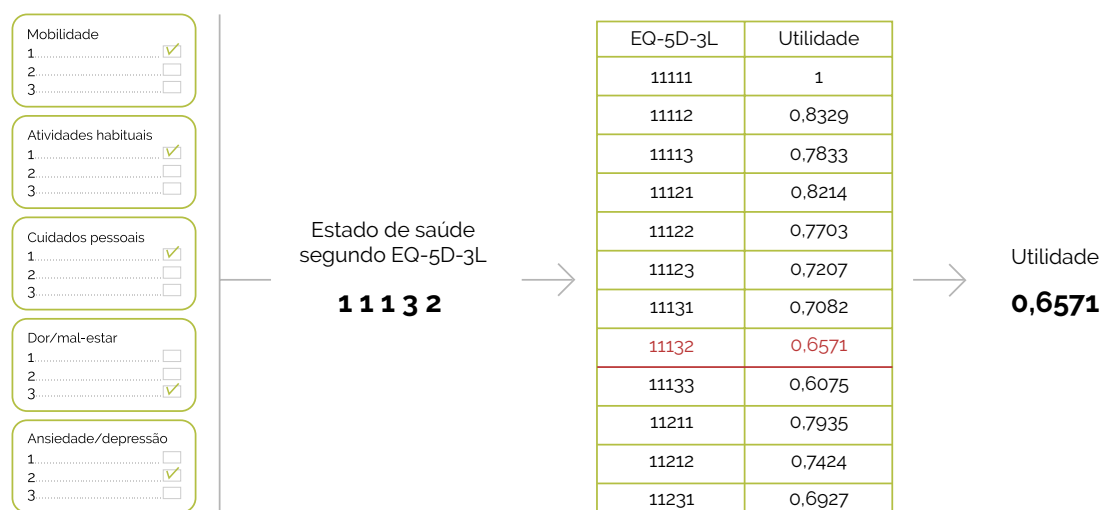 Mobilidade
1
2
3
Atividades habituais
1
2
3
Cuidados pessoais
1
2
3
Dor/mal-estar
1
2
3
Ansiedade/depressão
1
2
3
Estado de saúde
segundo EQ-5D-3L
1 1 1 3 2
EQ-5D-3L Utilidade
11111 1
11112 0,8329
11113 0,7833
11121 0,8214
11122 0,7703
11123 0,7207
11131 0,7082
11132 0,6571
11133 0,6075
11211 0,7935
11212 0,7424
11231 0,6927
Utilidade
0,6571